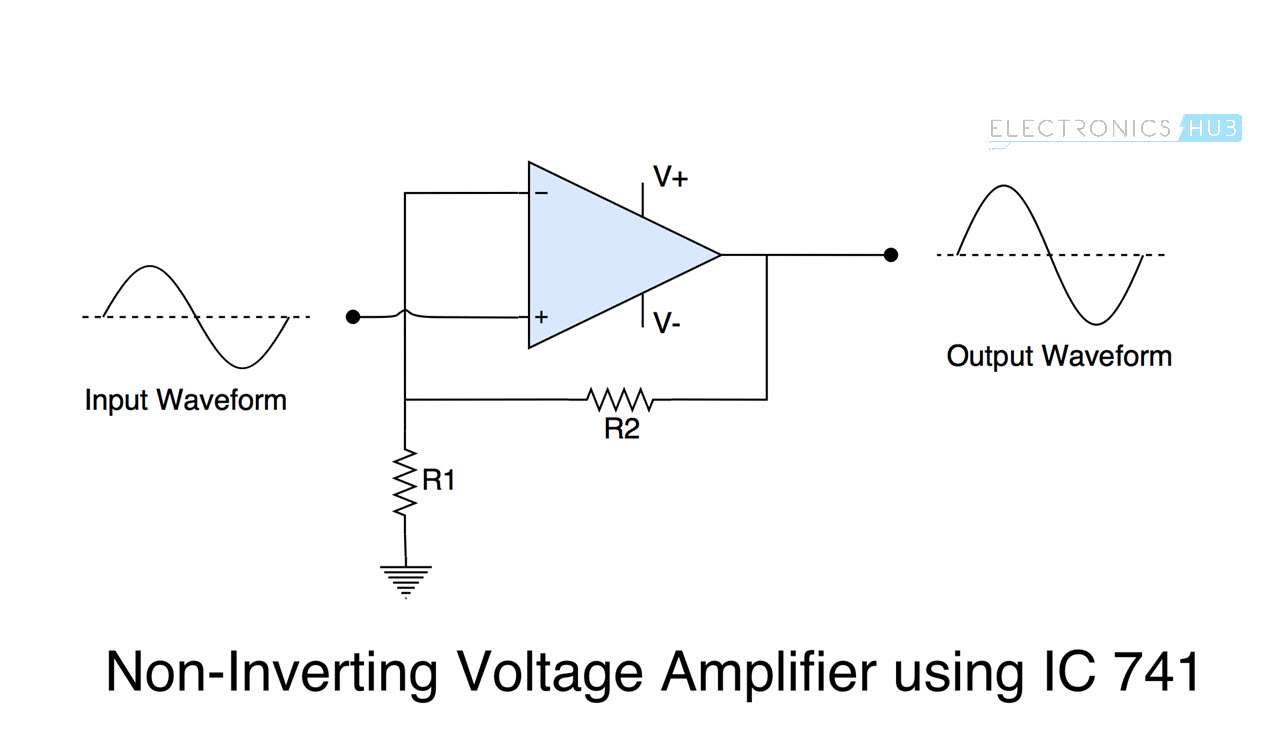 ELECTRONICS HUB
V+
−
+
V-
Input Waveform
Output Waveform
R2
R1
Non-Inverting Voltage Amplifier using IC 741